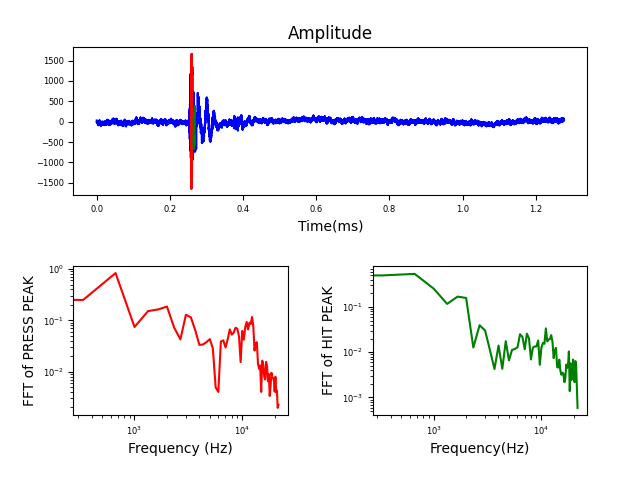 Amplitude
1500
1000
500
0
−500
−1000
−1500
0.0 0.2 0.4 0.6 0.8 1.0 1.2
Time(ms)
FFT of PRESS PEAK
10⁰
10⁻¹
10⁻²
10³ 10⁴
Frequency (Hz)
FFT of HIT PEAK
10⁻¹
10⁻²
10⁻³
10³ 10⁴
Frequency(Hz)